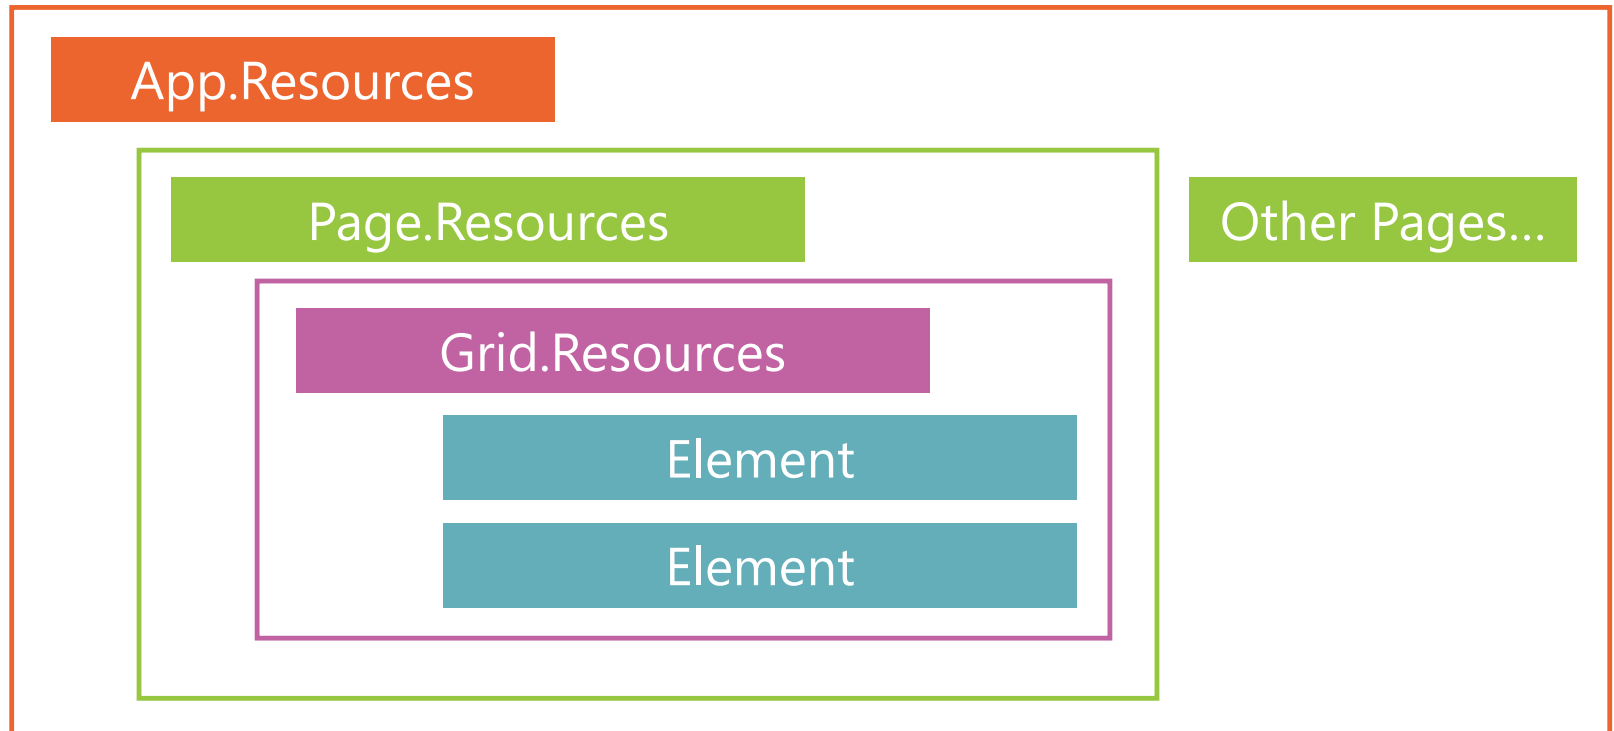 App.Resources
Page.Resources
Other Pages...
Grid.Resources
Element
Element